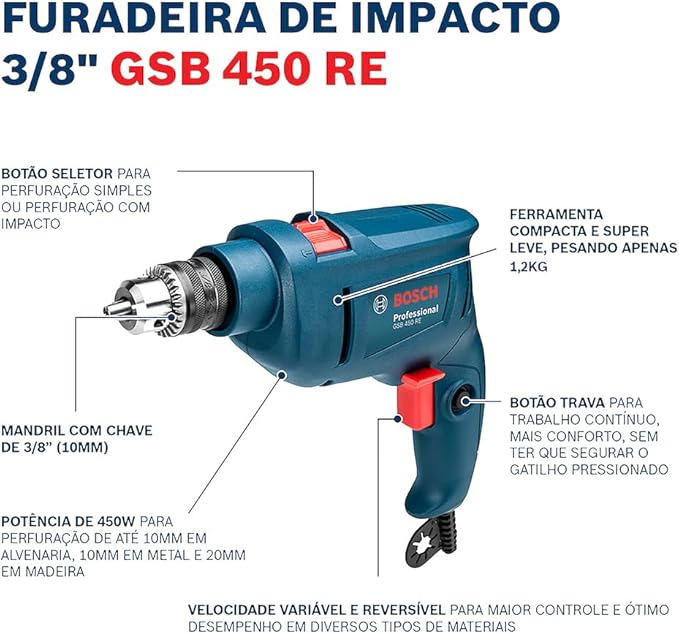 FURADEIRA DE IMPACTO
3/8" GSB 450 RE
BOTÃO SELETOR PARA
PERFURAÇÃO SIMPLES
OU PERFURAÇÃO COM
IMPACTO
FERRAMENTA
COMPACTA E SUPER
LEVE, PESANDO APENAS
1,2KG
BOSCH
Professional
GSB 450 RE
MANDRIL COM CHAVE
DE 3/8” (10MM)
BOTÃO TRAVA PARA
TRABALHO CONTÍNUO,
MAIS CONFORTO, SEM
TER QUE SEGURAR O
GATILHO PRESSIONADO
POTÊNCIA DE 450W PARA
PERFURAÇÃO DE ATÉ 10MM EM
ALVENARIA, 10MM EM METAL E 20MM
EM MADEIRA
VELOCIDADE VARIÁVEL E REVERSÍVEL PARA MAIOR CONTROLE E ÓTIMO
DESEMPENHO EM DIVERSOS TIPOS DE MATERIAIS